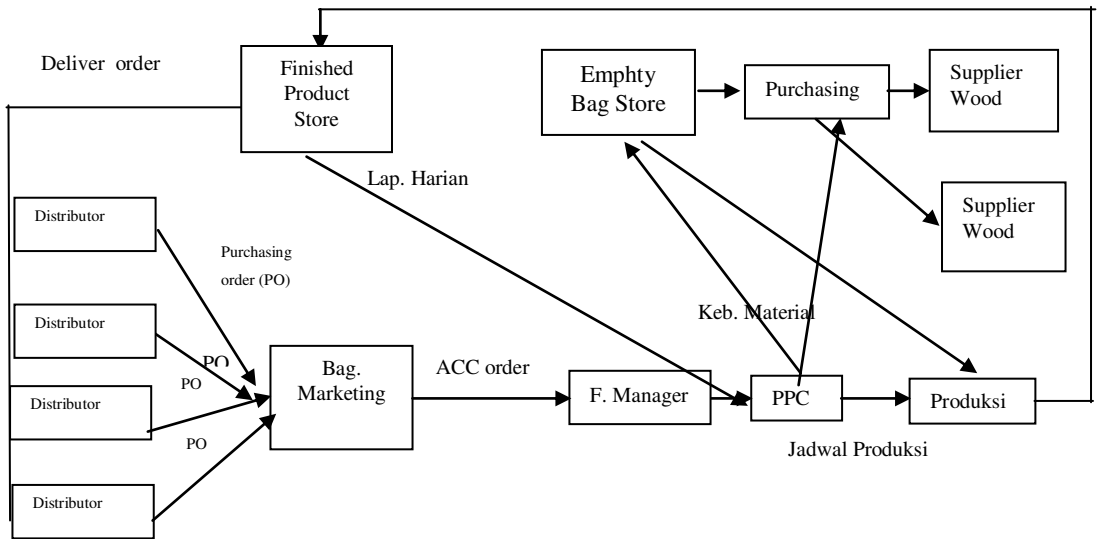 Deliver order
Finished
Product
Store
Emphty
Bag Store
Purchasing
Supplier
Wood
Lap. Harian
Supplier
Wood
Distributor
Purchasing
order (PO)
Distributor
Keb. Material
PO
PO
Bag.
Marketing
ACC order
F. Manager
PPC
Produksi
Distributor
PO
Jadwal Produksi
Distributor